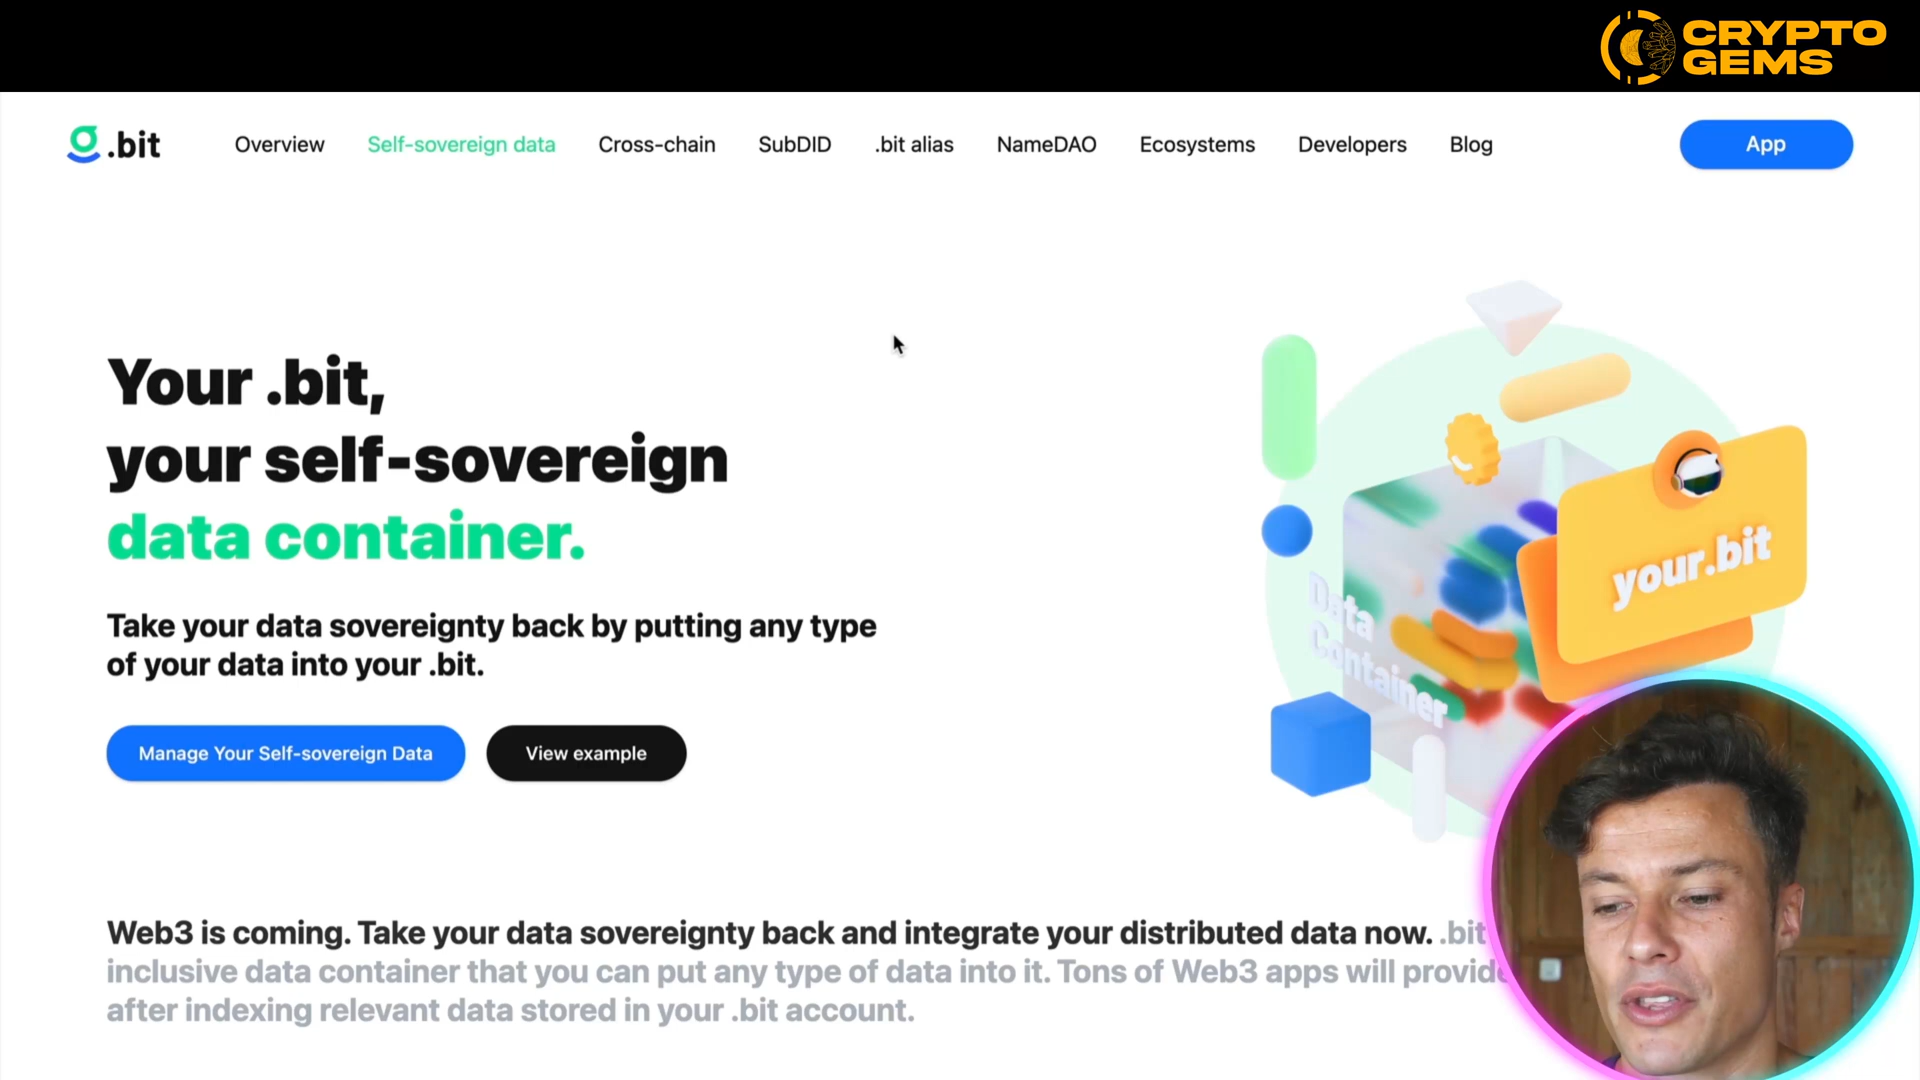 CRYPTO
GEMS
.bit
Overview
Self-sovereign data
Cross-chain
SubDID
.bit alias
NameDAO
Ecosystems
Developers
Blog
App
Your .bit,
your self-sovereign
data container.
Take your data sovereignty back by putting any type
of your data into your .bit.
Manage Your Self-sovereign Data
View example
your.bit
Data
Container
Web3 is coming. Take your data sovereignty back and integrate your distributed data now. .bit
inclusive data container that you can put any type of data into it. Tons of Web3 apps will provide
after indexing relevant data stored in your .bit account.